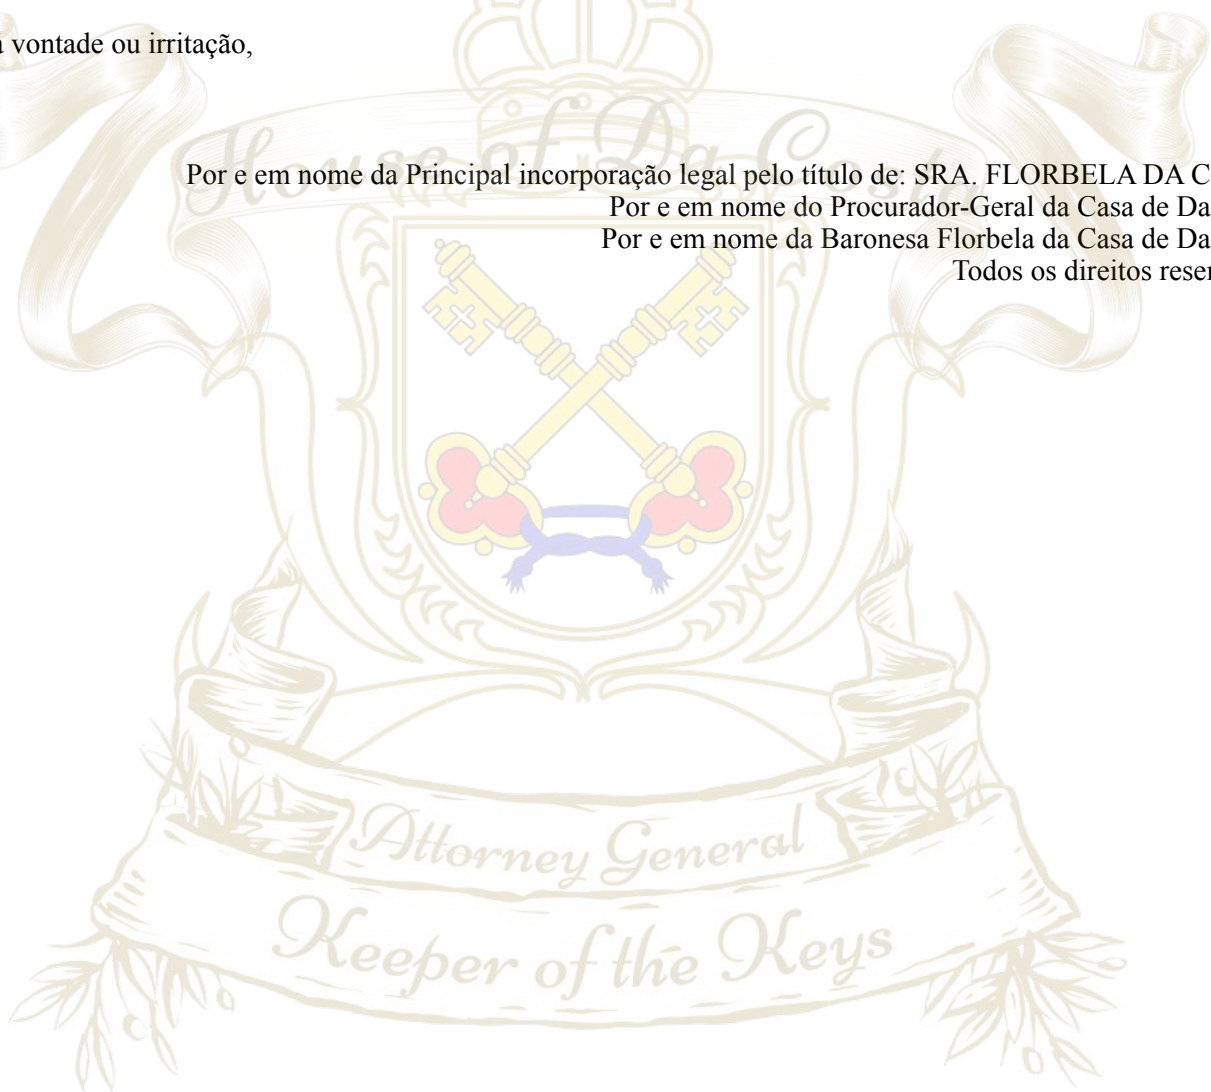 vontade ou irritação,
House of Da Costa
Por e em nome da Principal incorporação legal pelo título de: SRA. FLORBELA DA C
Por e em nome do Procurador-Geral da Casa de Da
Por e em nome da Baronesa Florbela da Casa de Da
Todos os direitos reser
Attorney General
Keeper of the Keys